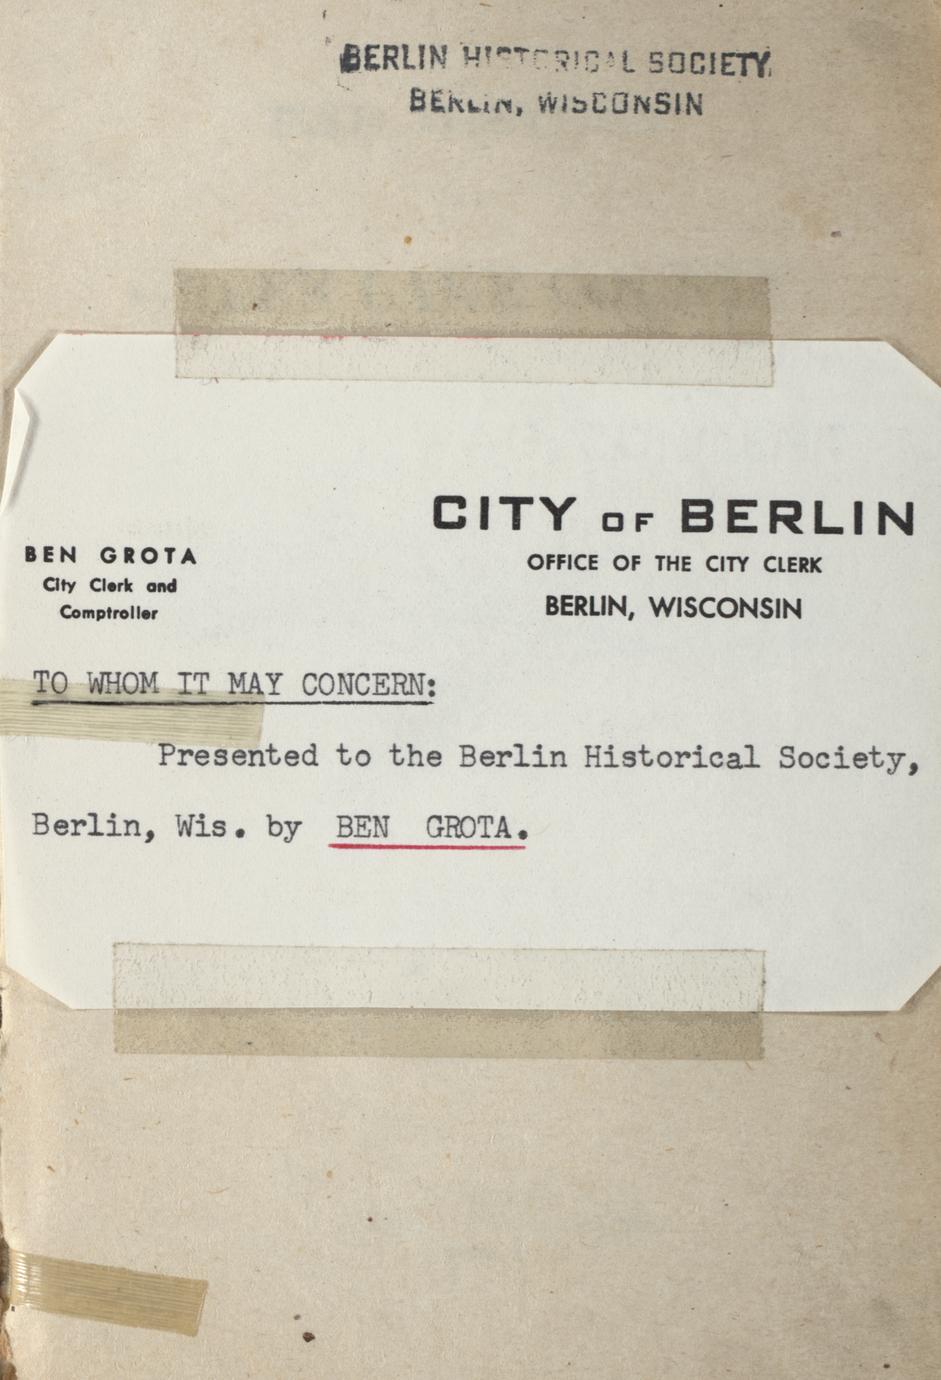 BERLIN HISTORICAL SOCIETY
BERLIN, WISCONSIN
CITY OF BERLIN
OFFICE OF THE CITY CLERK
BERLIN, WISCONSIN
BEN GROTA
City Clerk and
Comptroller
TO WHOM IT MAY CONCERN:
Presented to the Berlin Historical Society,
Berlin, Wis. by BEN GROTA.